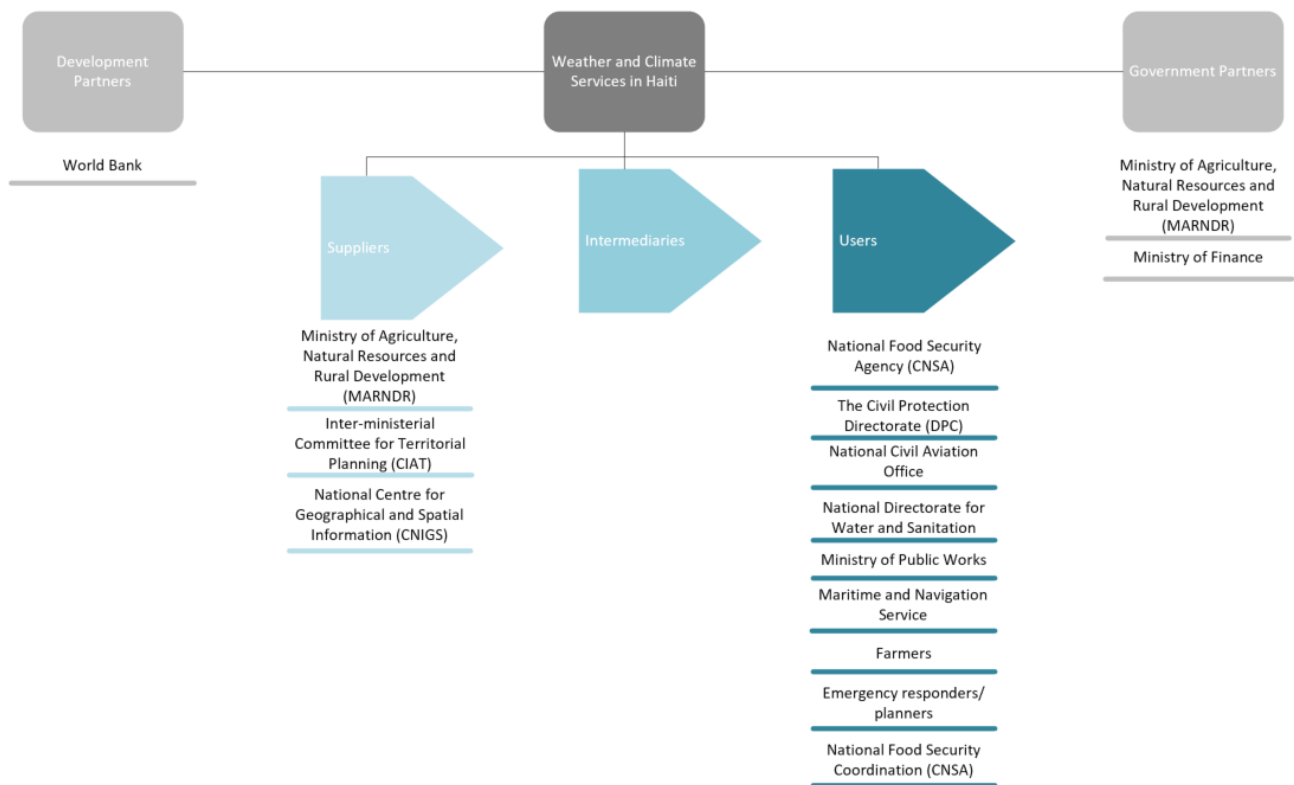 Development
Partners
Weather and Climate
Services in Haiti
Government Partners
World Bank
Ministry of Agriculture,
Natural Resources and
Rural Development
(MARNDR)
Ministry of Finance
Suppliers
Intermediaries
Users
Ministry of Agriculture,
Natural Resources and
Rural Development
(MARNDR)
Inter-ministerial
Committee for Territorial
Planning (CIAT)
National Centre for
Geographical and Spatial
Information (CNIGS)
National Food Security
Agency (CNSA)
The Civil Protection
Directorate (DPC)
National Civil Aviation
Office
National Directorate for
Water and Sanitation
Ministry of Public Works
Maritime and Navigation
Service
Farmers
Emergency responders/
planners
National Food Security
Coordination (CNSA)